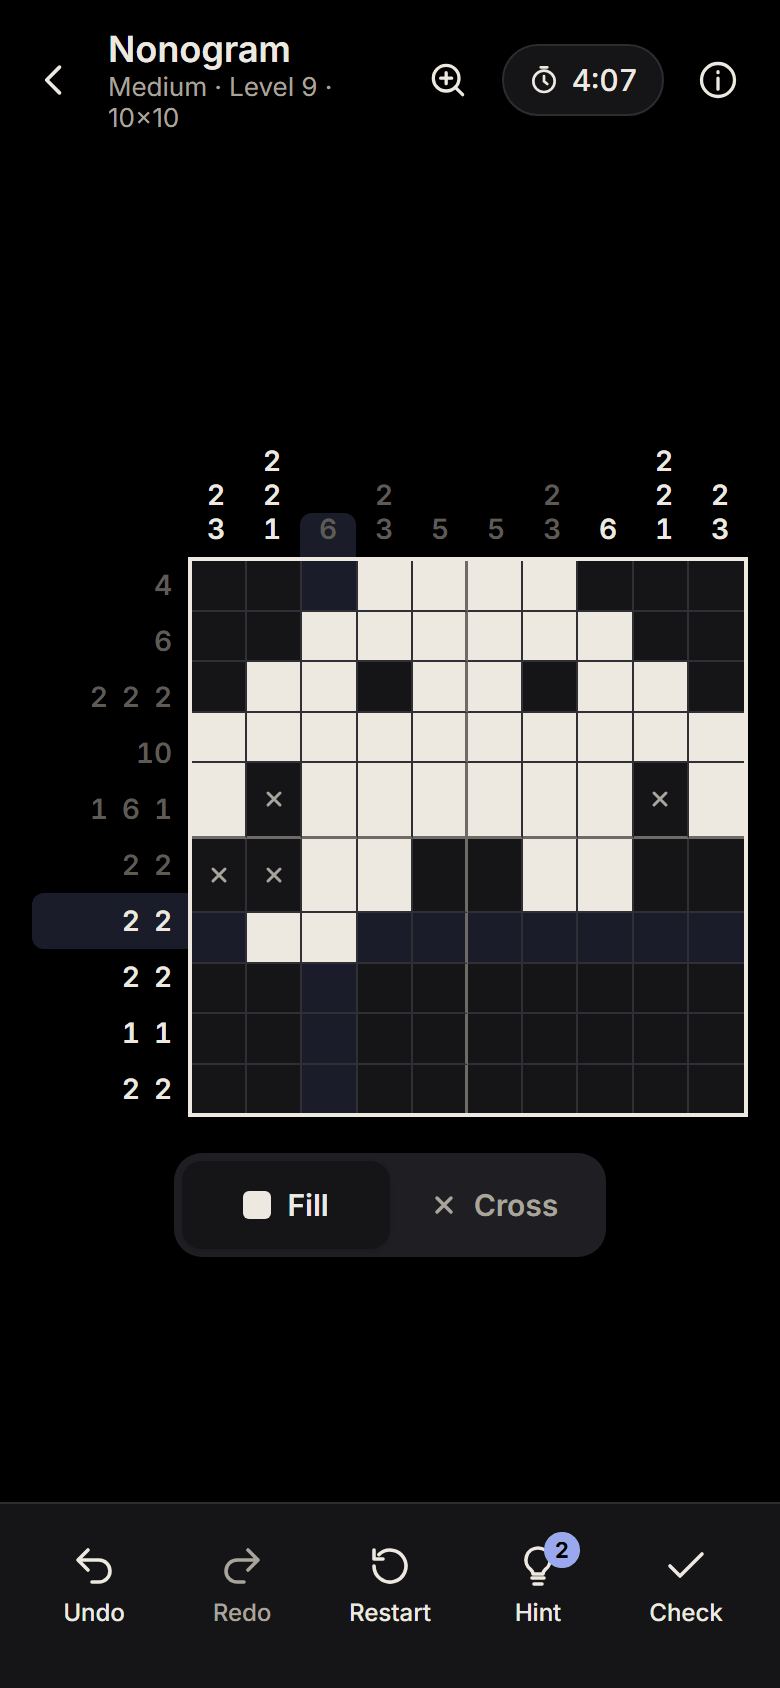 Nonogram
Medium · Level 9 ·
10×10
4:07
2 2
2 2 2 2 2 2
3 1 6 3 5 5 3 6 1 3
4
6
2 2 2
10
1 6 1
2 2
2 2
2 2
1 1
2 2
Fill
Cross
2
Undo
Redo
Restart
Hint
Check